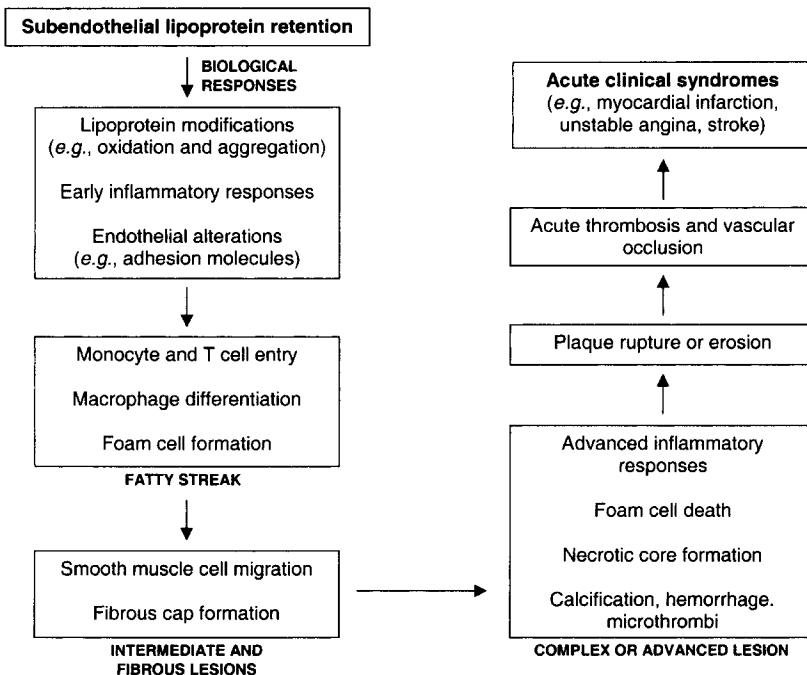 Subendothelial lipoprotein retention
BIOLOGICAL
RESPONSES
Lipoprotein modifications
(e.g., oxidation and aggregation)
Early inflammatory responses
Endothelial alterations
(e.g., adhesion molecules)
Monocyte and T cell entry
Macrophage differentiation
Foam cell formation
FATTY STREAK
Smooth muscle cell migration
Fibrous cap formation
INTERMEDIATE AND
FIBROUS LESIONS
Acute clinical syndromes
(e.g., myocardial infarction,
unstable angina, stroke)
Acute thrombosis and vascular
occlusion
Plaque rupture or erosion
Advanced inflammatory
responses
Foam cell death
Necrotic core formation
Calcification, hemorrhage.
microthrombi
COMPLEX OR ADVANCED LESION